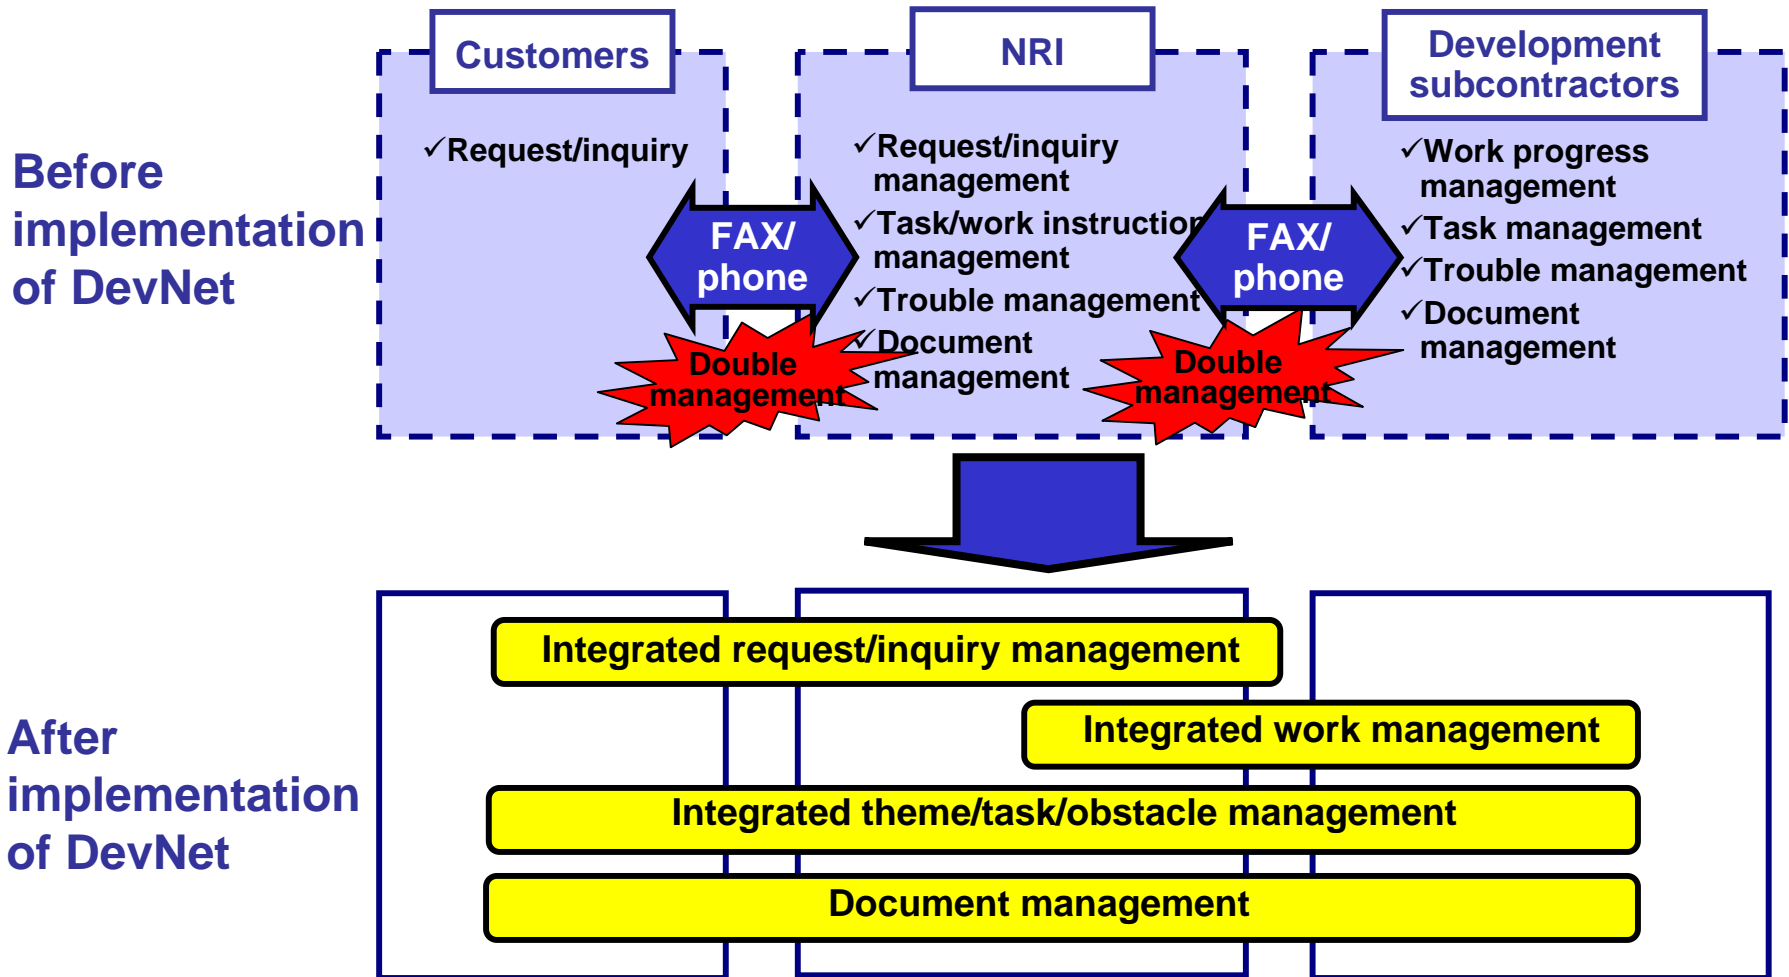 Customers
NRI
Development
subcontractors
Before
implementation
of DevNet
✓Request/inquiry
✓Request/inquiry
management
✓Task/work instruction
management
✓Trouble management
✓Document
management
✓Work progress
management
✓Task management
✓Trouble management
✓Document
management
FAX/
phone
FAX/
phone
Double
management
Double
management
After
implementation
of DevNet
Integrated request/inquiry management
Integrated work management
Integrated theme/task/obstacle management
Document management